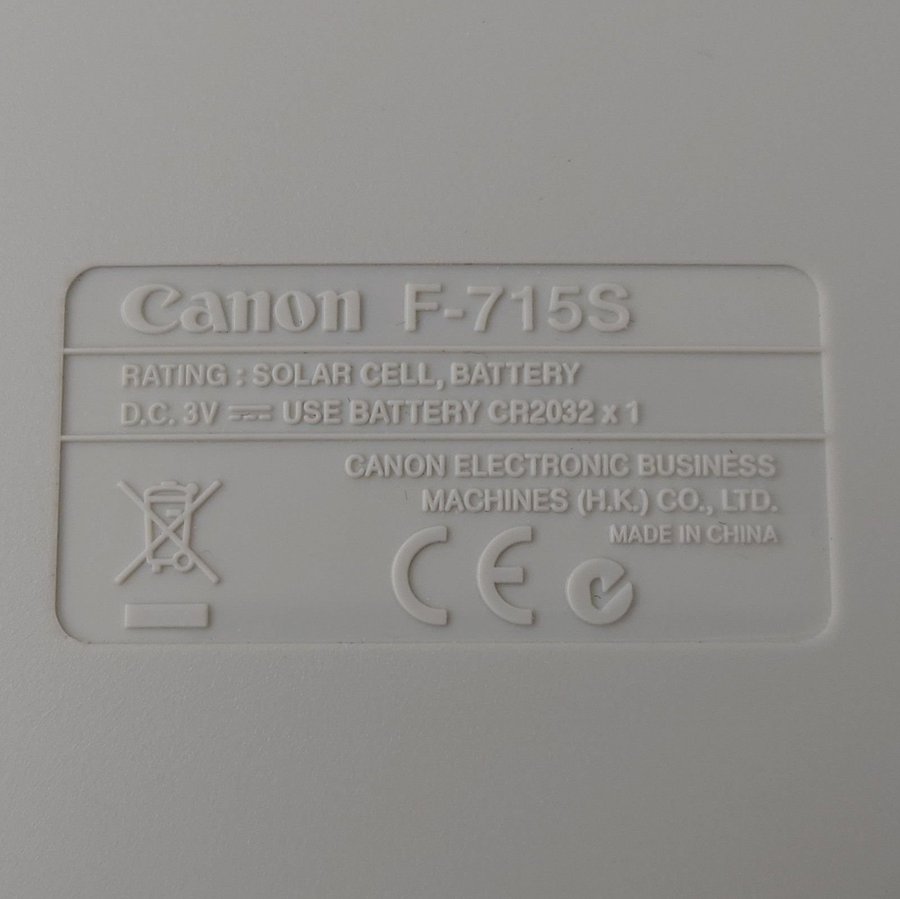 Canon F-715S
RATING : SOLAR CELL, BATTERY
D.C. 3V ⎓ USE BATTERY CR2032 x 1
CANON ELECTRONIC BUSINESS
MACHINES (H.K.) CO., LTD.
MADE IN CHINA
CE